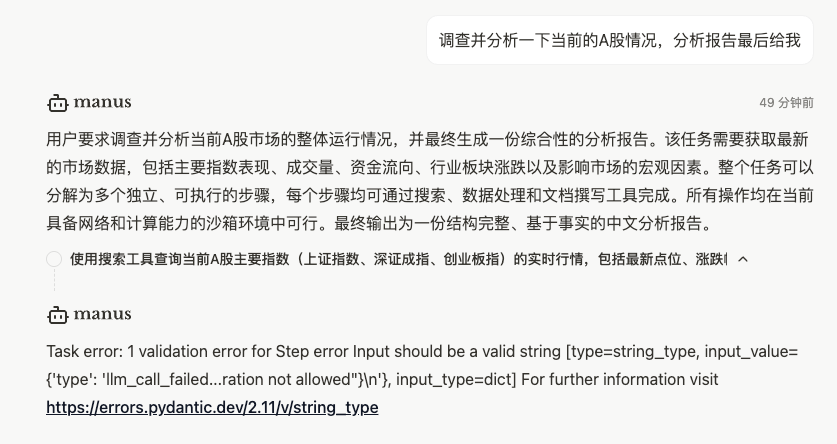 调查并分析一下当前的A股情况，分析报告最后给我
manus
49 分钟前
用户要求调查并分析当前A股市场的整体运行情况，并最终生成一份综合性的分析报告。该任务需要获取最新
的市场数据，包括主要指数表现、成交量、资金流向、行业板块涨跌以及影响市场的宏观因素。整个任务可以
分解为多个独立、可执行的步骤，每个步骤均可通过搜索、数据处理和文档撰写工具完成。所有操作均在当前
具备网络和计算能力的沙箱环境中可行。最终输出为一份结构完整、基于事实的中文分析报告。
使用搜索工具查询当前A股主要指数（上证指数、深证成指、创业板指）的实时行情，包括最新点位、涨跌
manus
Task error: 1 validation error for Step error Input should be a valid string [type=string_type, input_value=
{'type': 'llm_call_failed...ration not allowed"}\n'}, input_type=dict] For further information visit
https://errors.pydantic.dev/2.11/v/string_type